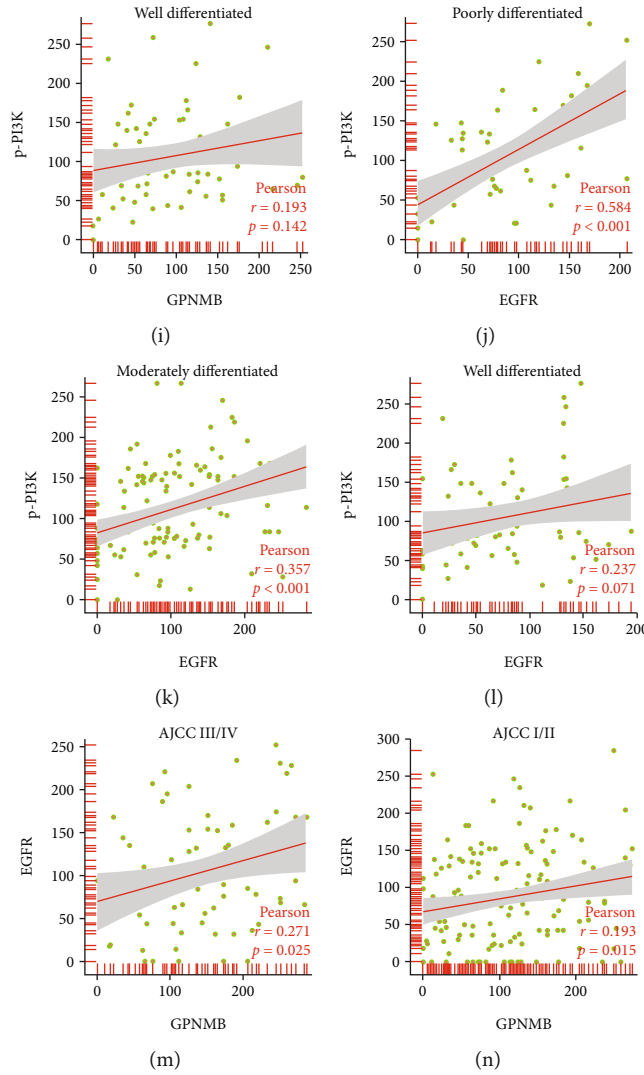 Well differentiated
p-PI3K
250
200
150
100
50
0
Pearson
r = 0.193
p = 0.142
0 50 100 150 200 250
GPNMB
(i)
Poorly differentiated
p-PI3K
250
200
150
100
50
0
Pearson
r = 0.584
p < 0.001
0 50 100 150 200
EGFR
(j)
Moderately differentiated
p-PI3K
250
200
150
100
50
0
Pearson
r = 0.357
p < 0.001
0 100 200
EGFR
(k)
Well differentiated
p-PI3K
250
200
150
100
50
0
Pearson
r = 0.237
p = 0.071
0 50 100 150 200
EGFR
(l)
AJCC III/IV
EGFR
250
200
150
100
50
0
Pearson
r = 0.271
p = 0.025
0 100 200
GPNMB
(m)
AJCC I/II
EGFR
300
250
200
150
100
50
0
Pearson
r = 0.193
p = 0.015
0 100 200
GPNMB
(n)